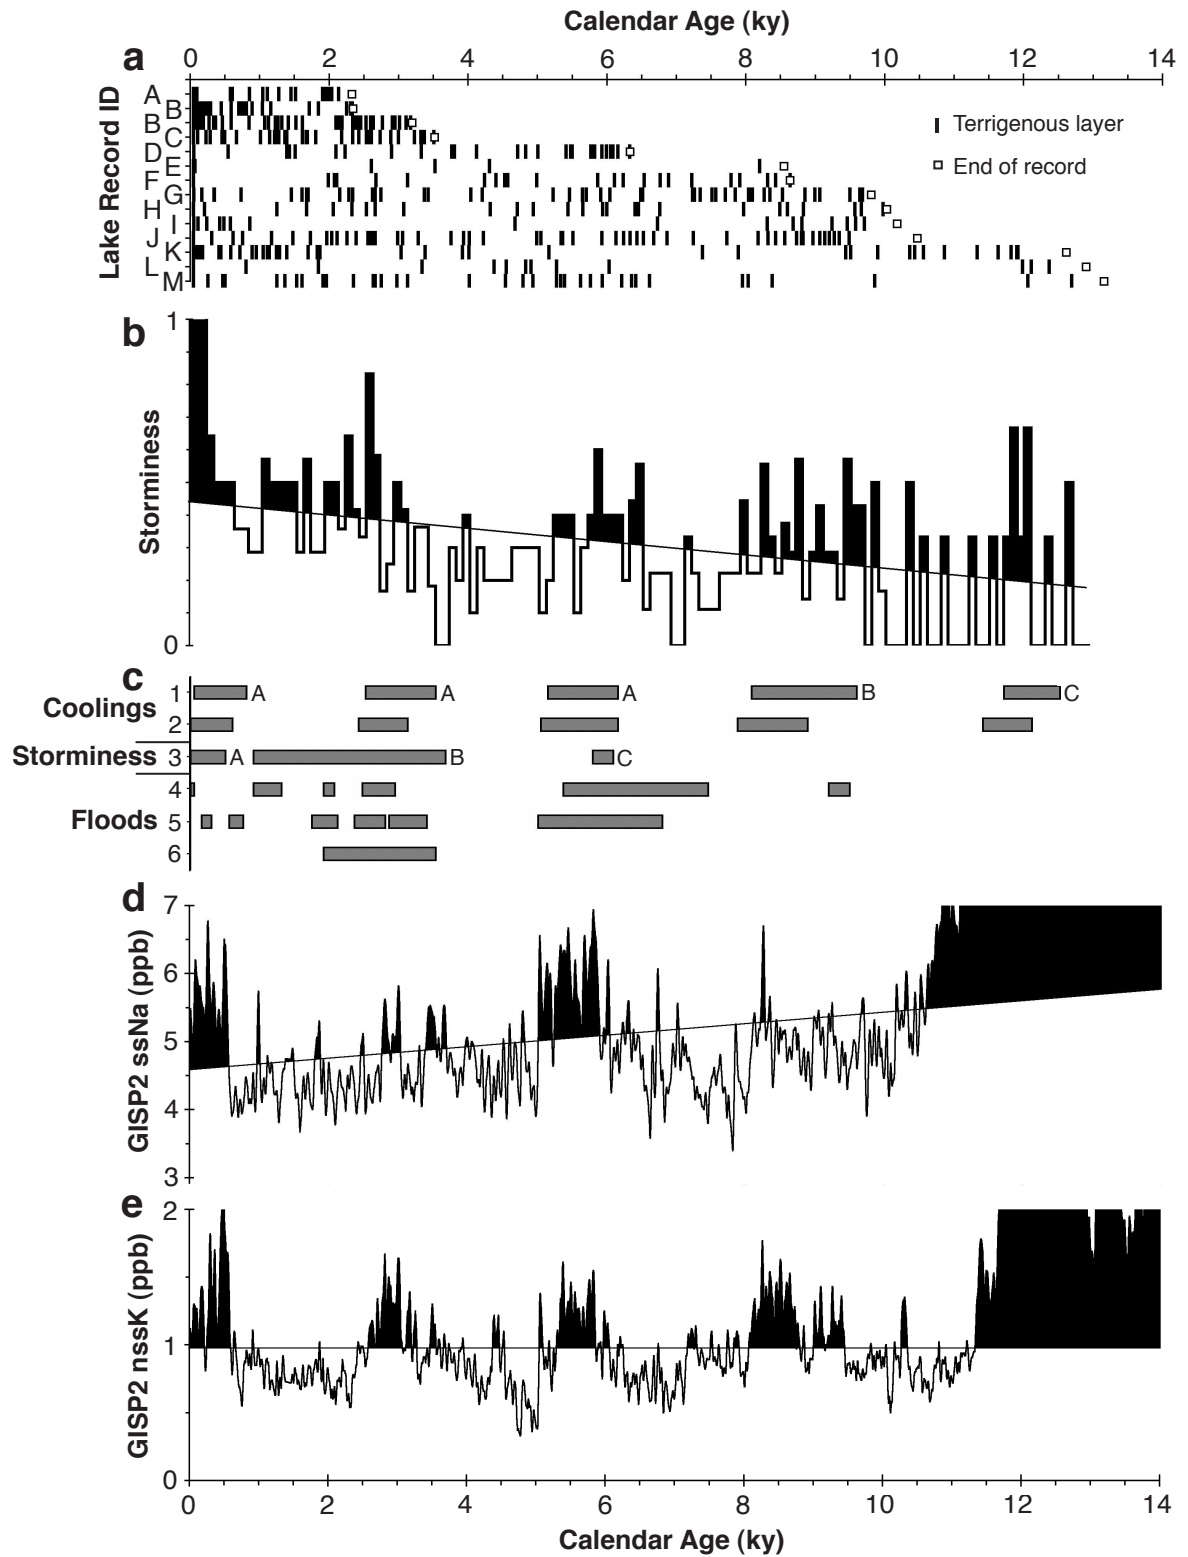 Calendar Age (ky)
a
0 2 4 6 8 10 12 14
Lake Record ID
A
B
B
C
D
E
F
G
H
I
J
K
L
M
Terrigenous layer
End of record
b
Storminess
1
0
c
Coolings
1 A A A B C
2
Storminess 3 A B C
4
Floods 5
6
d
GISP2 ssNa (ppb)
7
6
5
4
3
e
GISP2 nssK (ppb)
2
1
0
0 2 4 6 8 10 12 14
Calendar Age (ky)